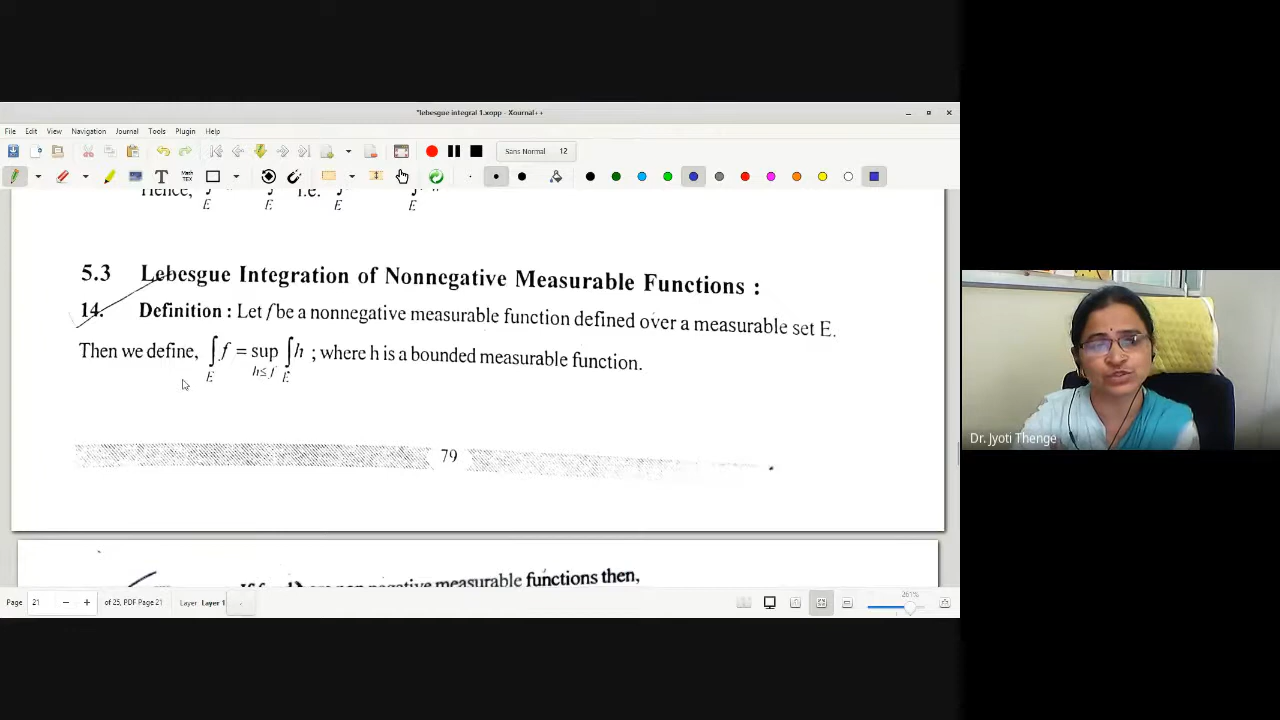 *lebesgue integral 1.xopp - Xournal++
File Edit View Navigation Journal Tools Plugin Help
Sans Normal 12
Hence, E E i.e. E E
5.3 Lebesgue Integration of Nonnegative Measurable Functions :
14. Definition : Let f be a nonnegative measurable function defined over a measurable set E.
Then we define, ∫_E f = sup_{h≤f} ∫_E h ; where h is a bounded measurable function.
79
negative measurable functions then,
Page 21 of 25, PDF Page 21 Layer Layer 1 261%
Dr. Jyoti Thenge